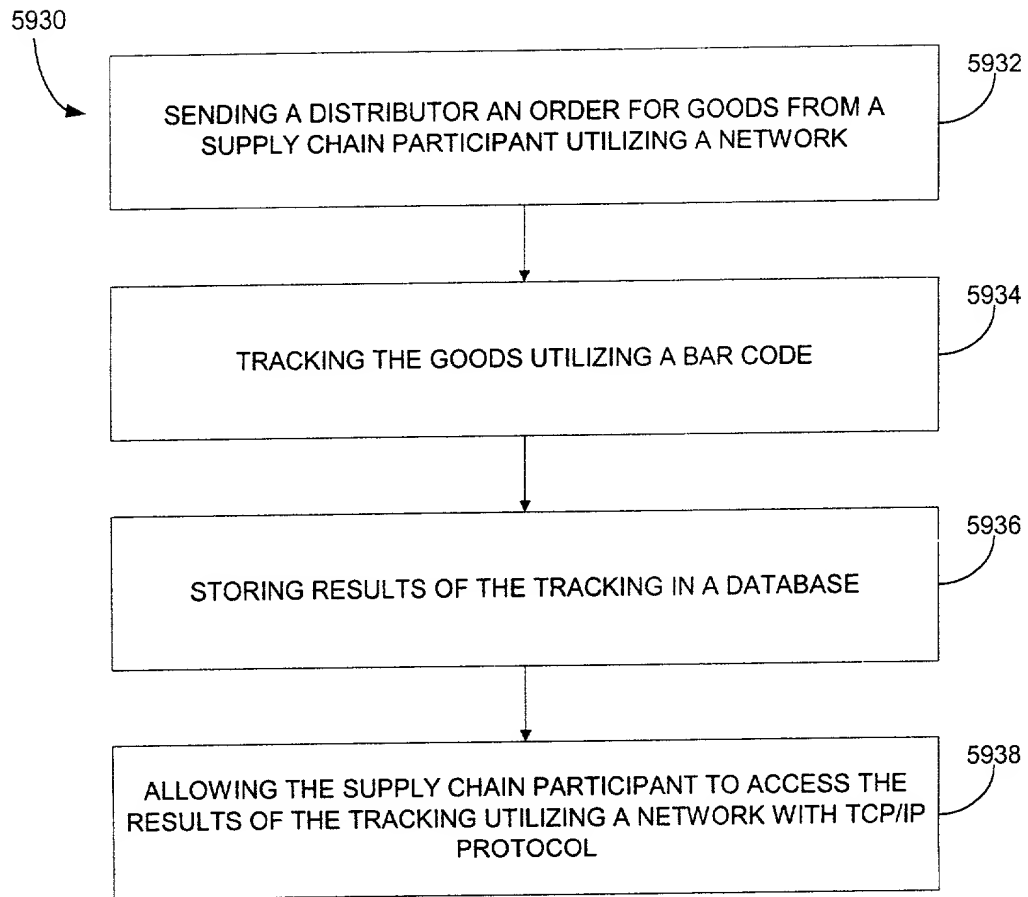 5930
5932
SENDING A DISTRIBUTOR AN ORDER FOR GOODS FROM A
SUPPLY CHAIN PARTICIPANT UTILIZING A NETWORK
5934
TRACKING THE GOODS UTILIZING A BAR CODE
5936
STORING RESULTS OF THE TRACKING IN A DATABASE
5938
ALLOWING THE SUPPLY CHAIN PARTICIPANT TO ACCESS THE
RESULTS OF THE TRACKING UTILIZING A NETWORK WITH TCP/IP
PROTOCOL